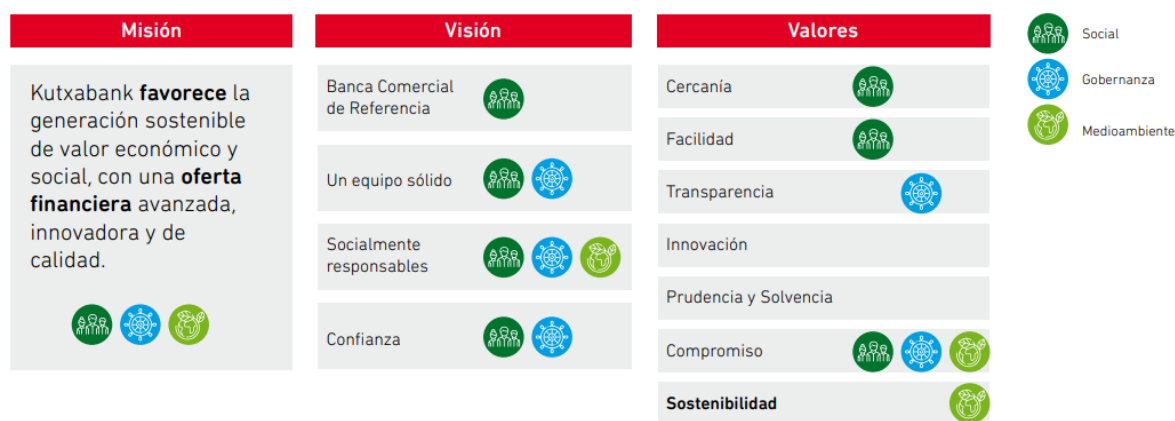 Misión
Kutxabank favorece la
generación sostenible
de valor económico y
social, con una oferta
financiera avanzada,
innovadora y de
calidad.
Visión
Banca Comercial
de Referencia
Un equipo sólido
Socialmente
responsables
Confianza
Valores
Cercanía
Facilidad
Transparencia
Innovación
Prudencia y Solvencia
Compromiso
Sostenibilidad
Social
Gobernanza
Medioambiente